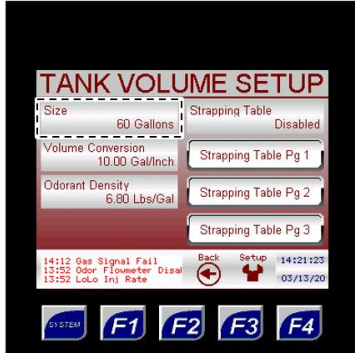 TANK VOLUME SETUP
Size
60 Gallons
Strapping Table
Disabled
Volume Conversion
10.00 Gal/Inch
Strapping Table Pg 1
Odorant Density
6.80 Lbs/Gal
Strapping Table Pg 2
Strapping Table Pg 3
14:12 Gas Signal Fail
13:52 Odor Flowmeter Disal
13:52 LoLo Inj Rate
Back
Setup
14:21:23
03/13/20
SYSTEM
F1
F2
F3
F4